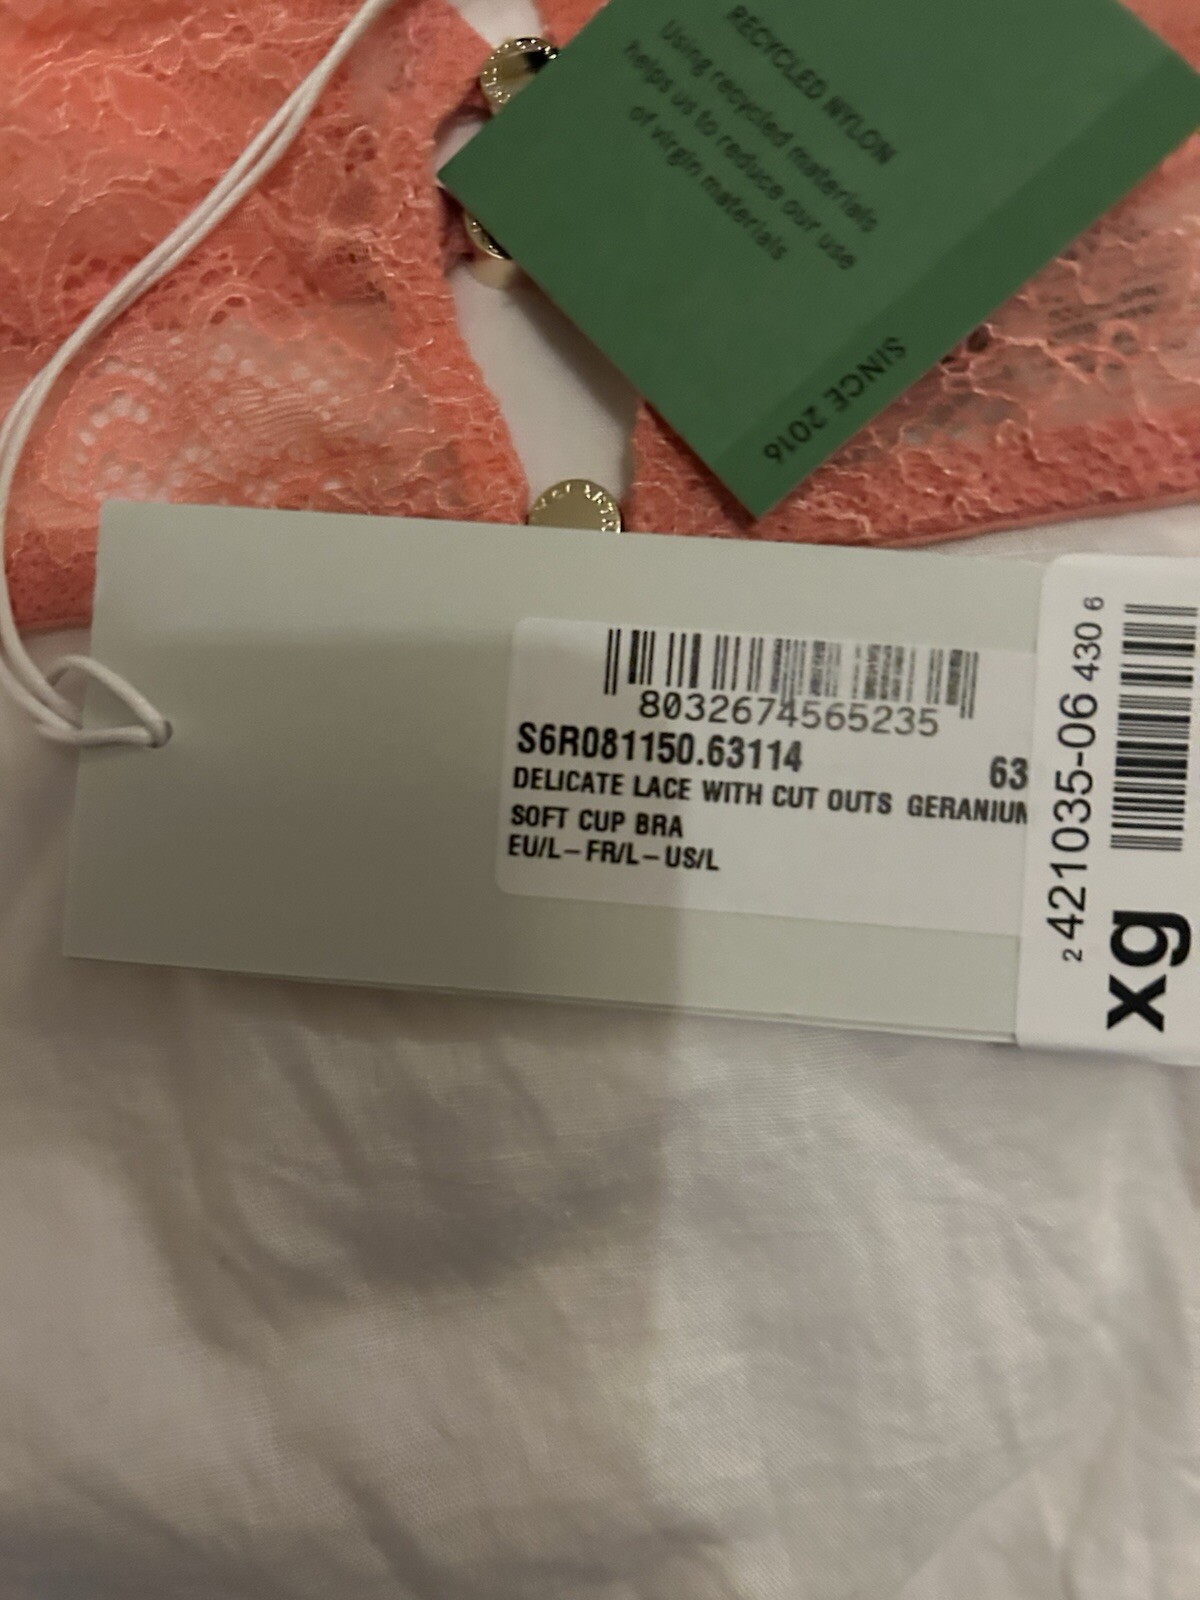 RECYCLED NYLON
Using recycled materials
helps us to reduce our use
of virgin materials
SINCE 2016
8032674565235
S6R081150.63114
63
DELICATE LACE WITH CUT OUTS GERANIUM
SOFT CUP BRA
EU/L-FR/L-US/L
2 421035-06 430 6
xg